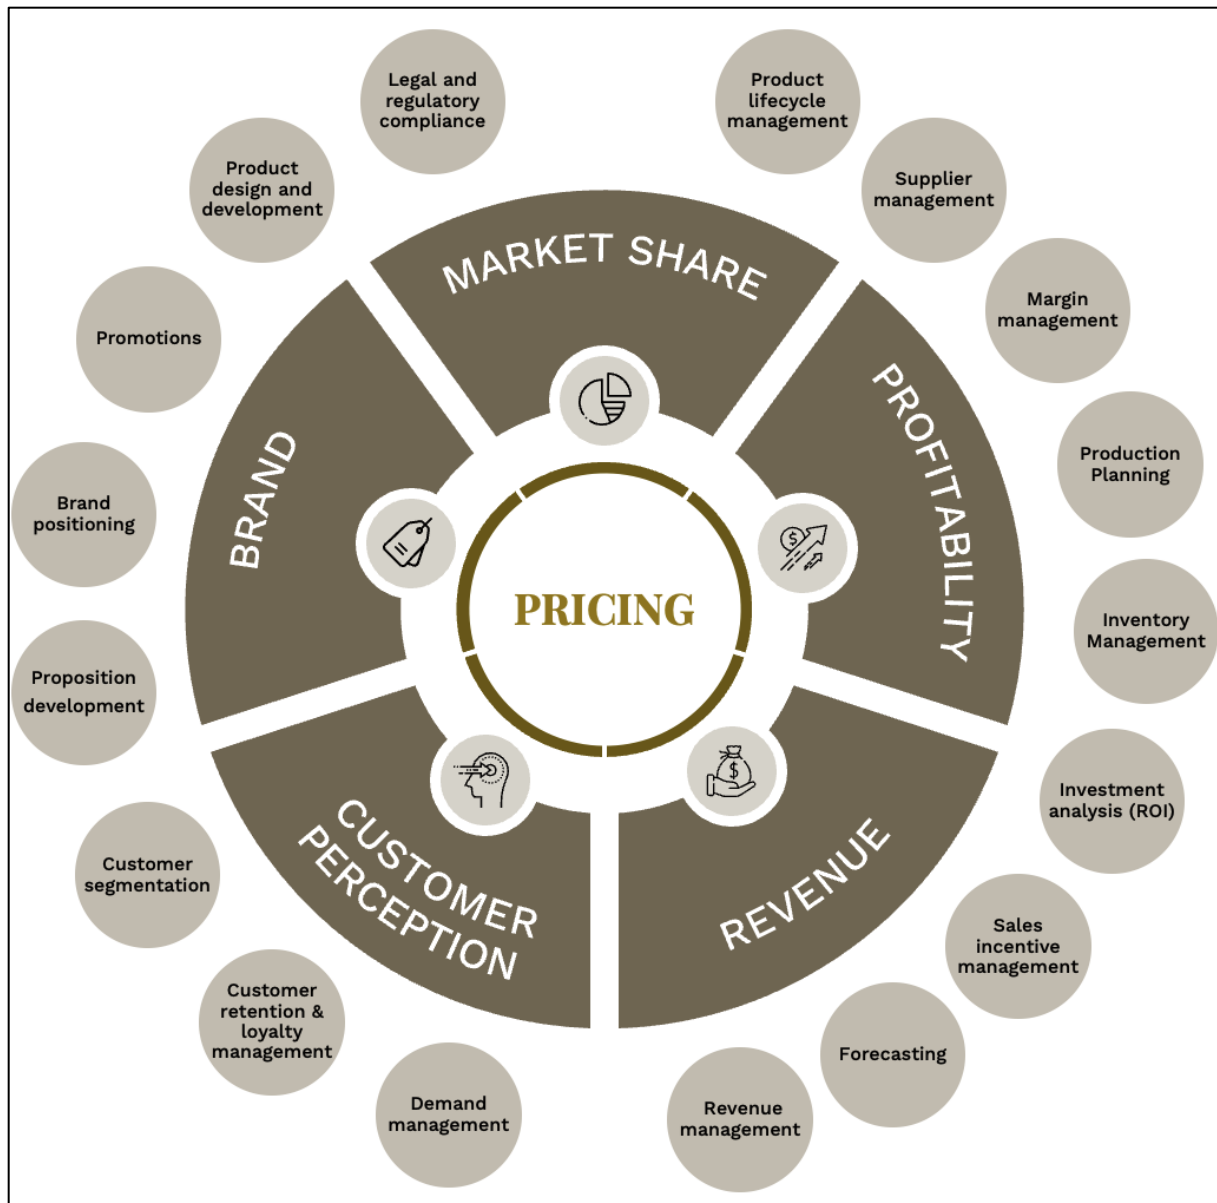 Legal and
regulatory
compliance
Product
lifecycle
management
Product
design and
development
Supplier
management
MARKET SHARE
Margin
management
Promotions
PROFITABILITY
BRAND
Production
Planning
Brand
positioning
PRICING
Inventory
Management
Proposition
development
Investment
analysis (ROI)
CUSTOMER
PERCEPTION
REVENUE
Customer
segmentation
Sales
incentive
management
Customer
retention &
loyalty
management
Forecasting
Demand
management
Revenue
management
$
$